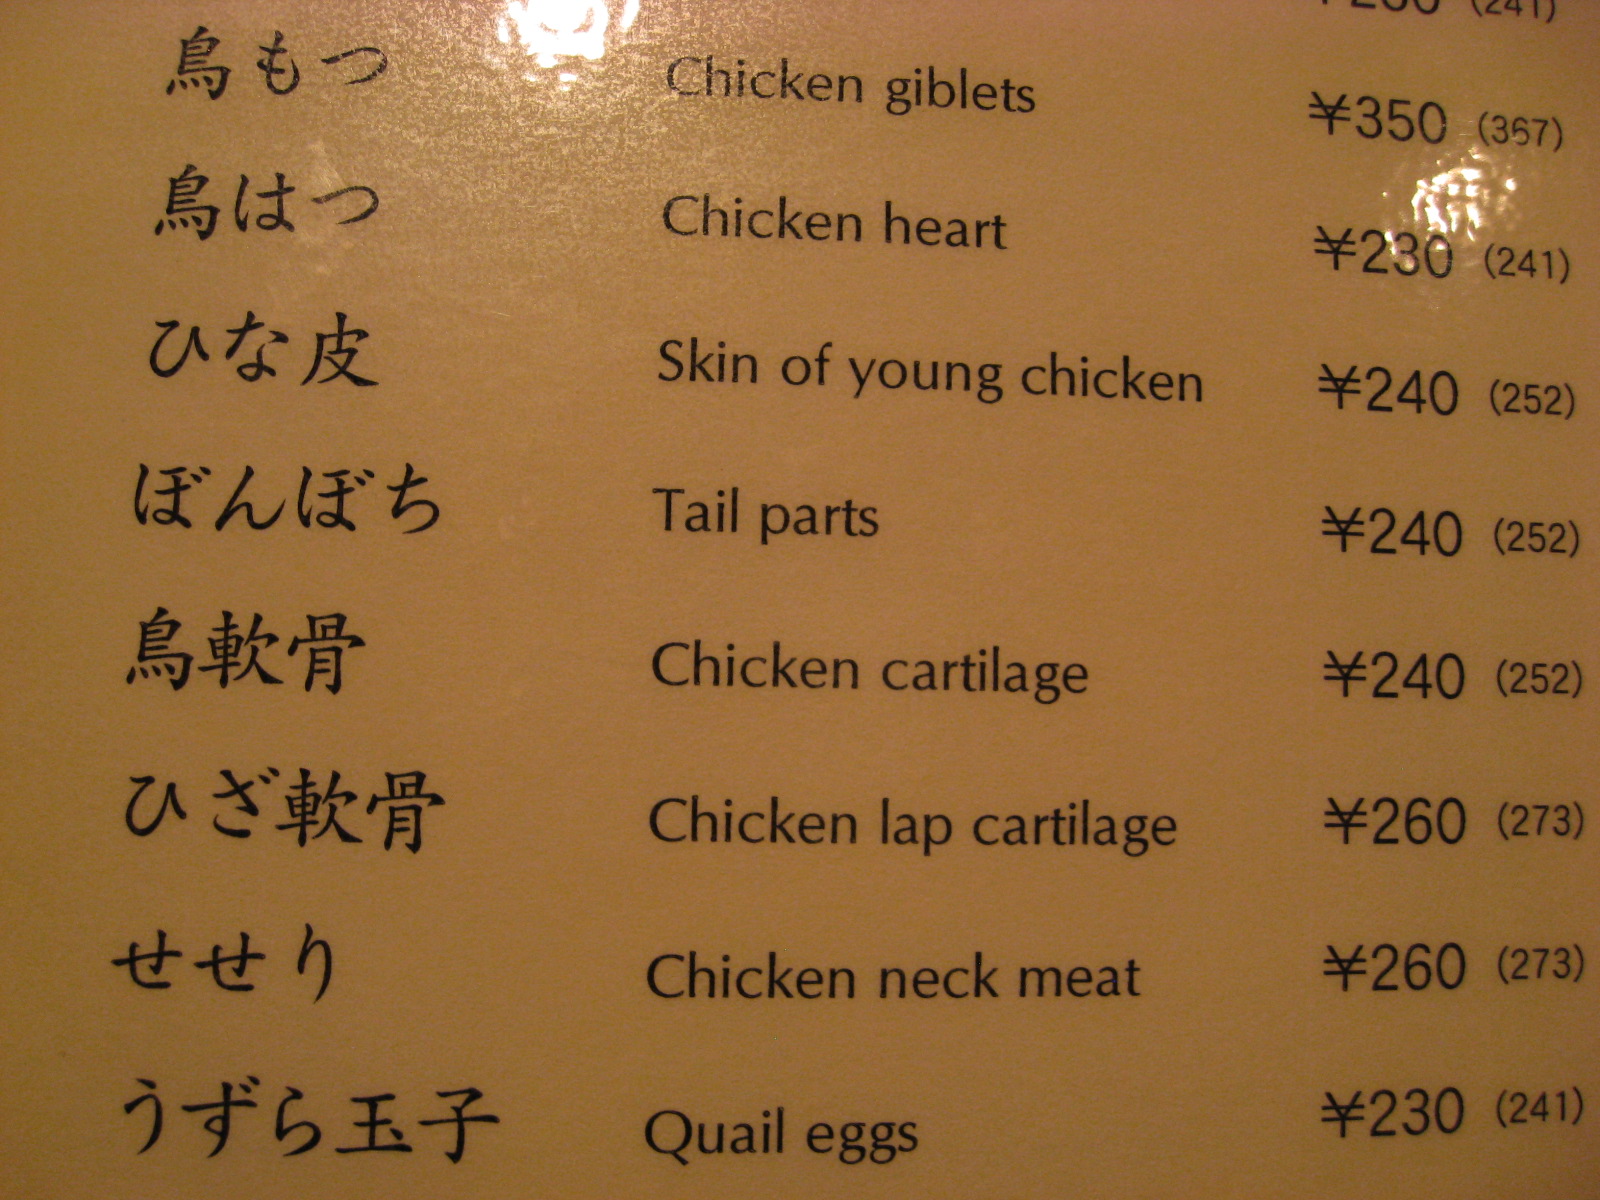 (241)
鳥もつ Chicken giblets ¥350 (367)
鳥はつ Chicken heart ¥230 (241)
ひな皮 Skin of young chicken ¥240 (252)
ぼんぼち Tail parts ¥240 (252)
鳥軟骨 Chicken cartilage ¥240 (252)
ひざ軟骨 Chicken lap cartilage ¥260 (273)
せせり Chicken neck meat ¥260 (273)
うずら玉子 Quail eggs ¥230 (241)